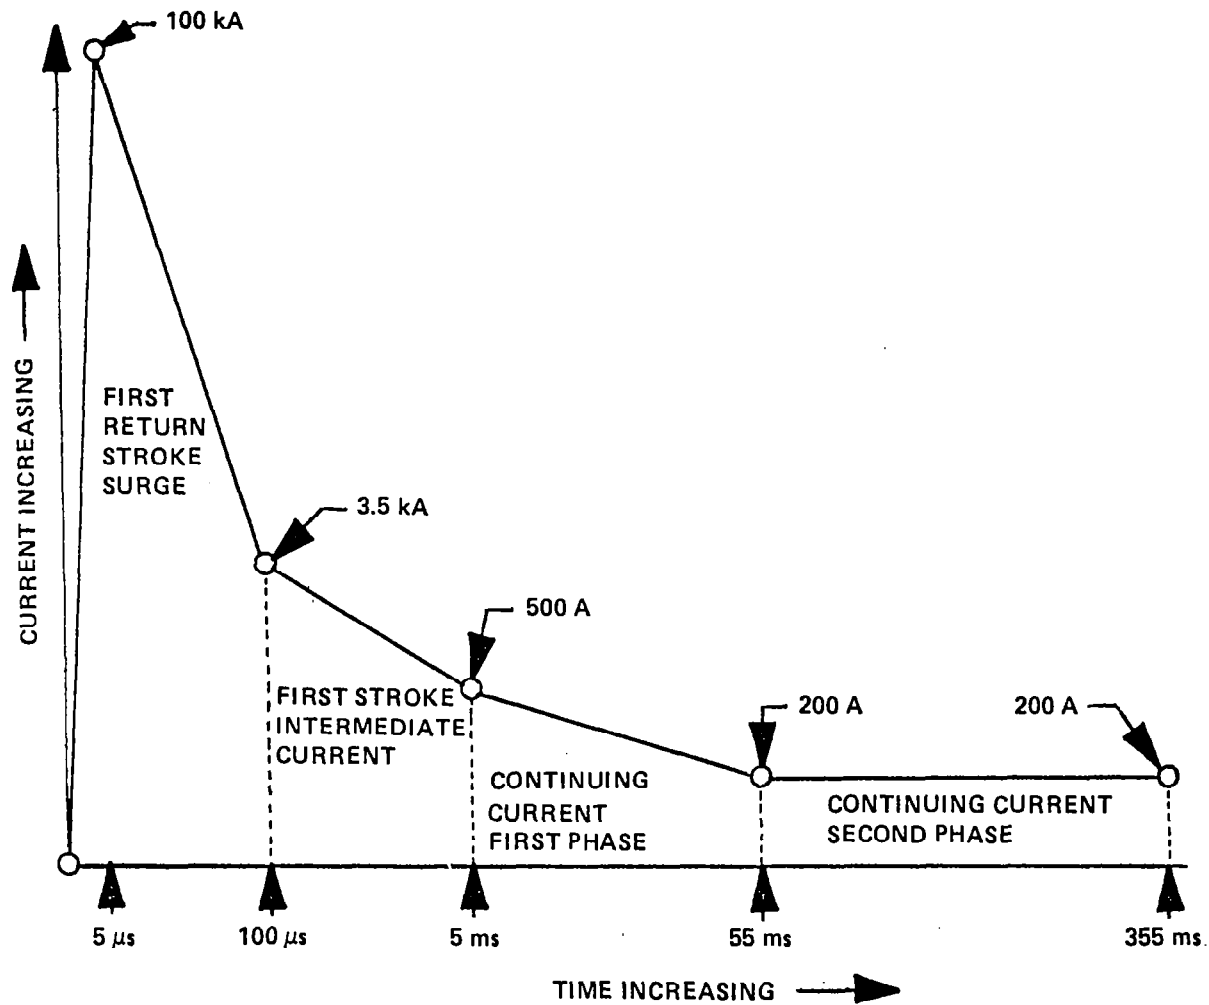 100 kA
CURRENT INCREASING
FIRST
RETURN
STROKE
SURGE
3.5 kA
500 A
FIRST STROKE
INTERMEDIATE
CURRENT
200 A
200 A
CONTINUING
CURRENT
FIRST PHASE
CONTINUING CURRENT
SECOND PHASE
5 μs
100 μs
5 ms
55 ms
355 ms
TIME INCREASING